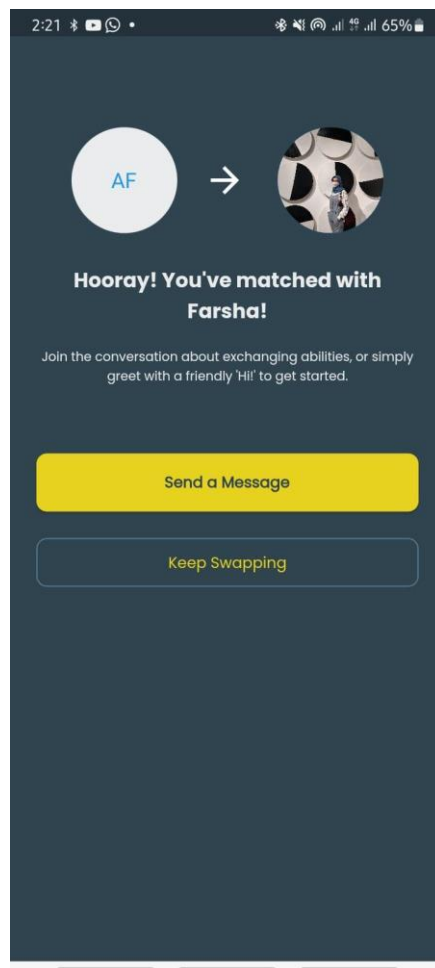 2:21
4G
65%
AF
Hooray! You've matched with
Farsha!
Join the conversation about exchanging abilities, or simply
greet with a friendly 'Hi!' to get started.
Send a Message
Keep Swapping